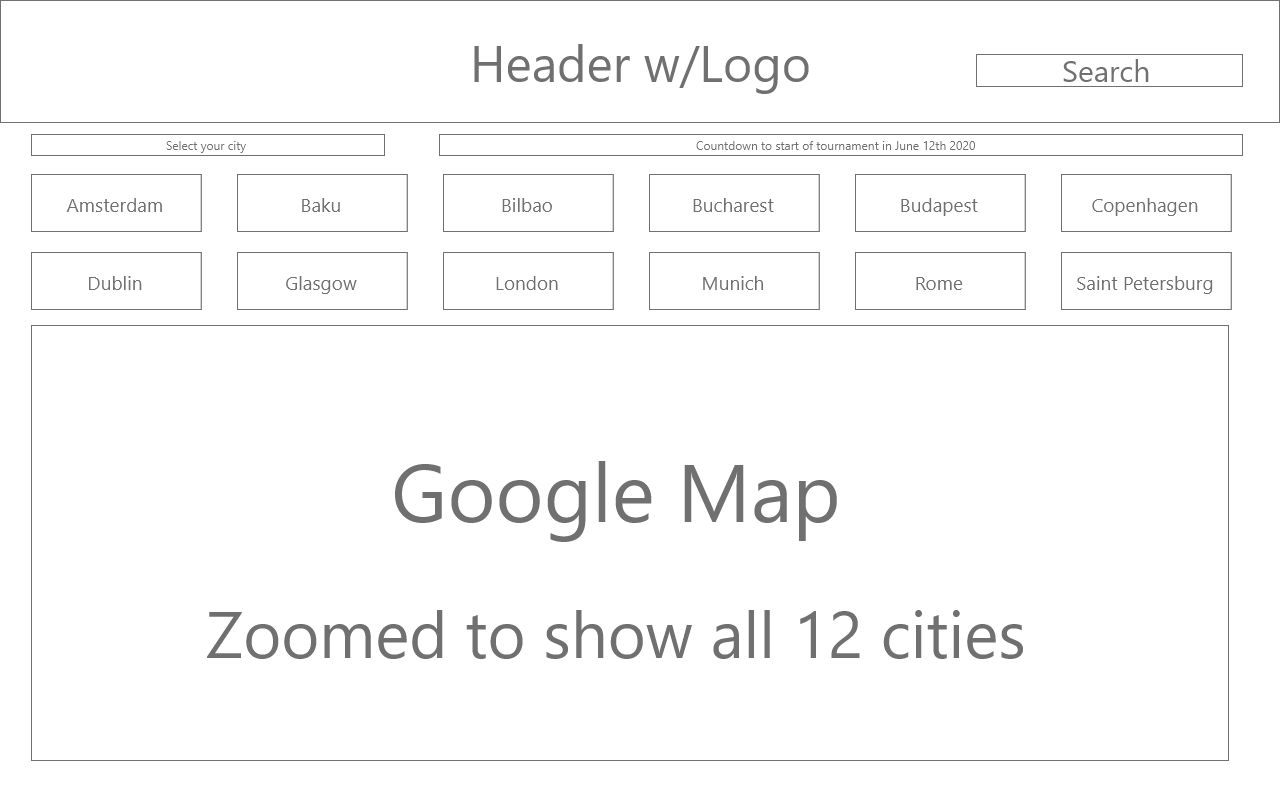 Header w/Logo
Search
Select your city
Countdown to start of tournament in June 12th 2020
Amsterdam
Baku
Bilbao
Bucharest
Budapest
Copenhagen
Dublin
Glasgow
London
Munich
Rome
Saint Petersburg
Google Map
Zoomed to show all 12 cities